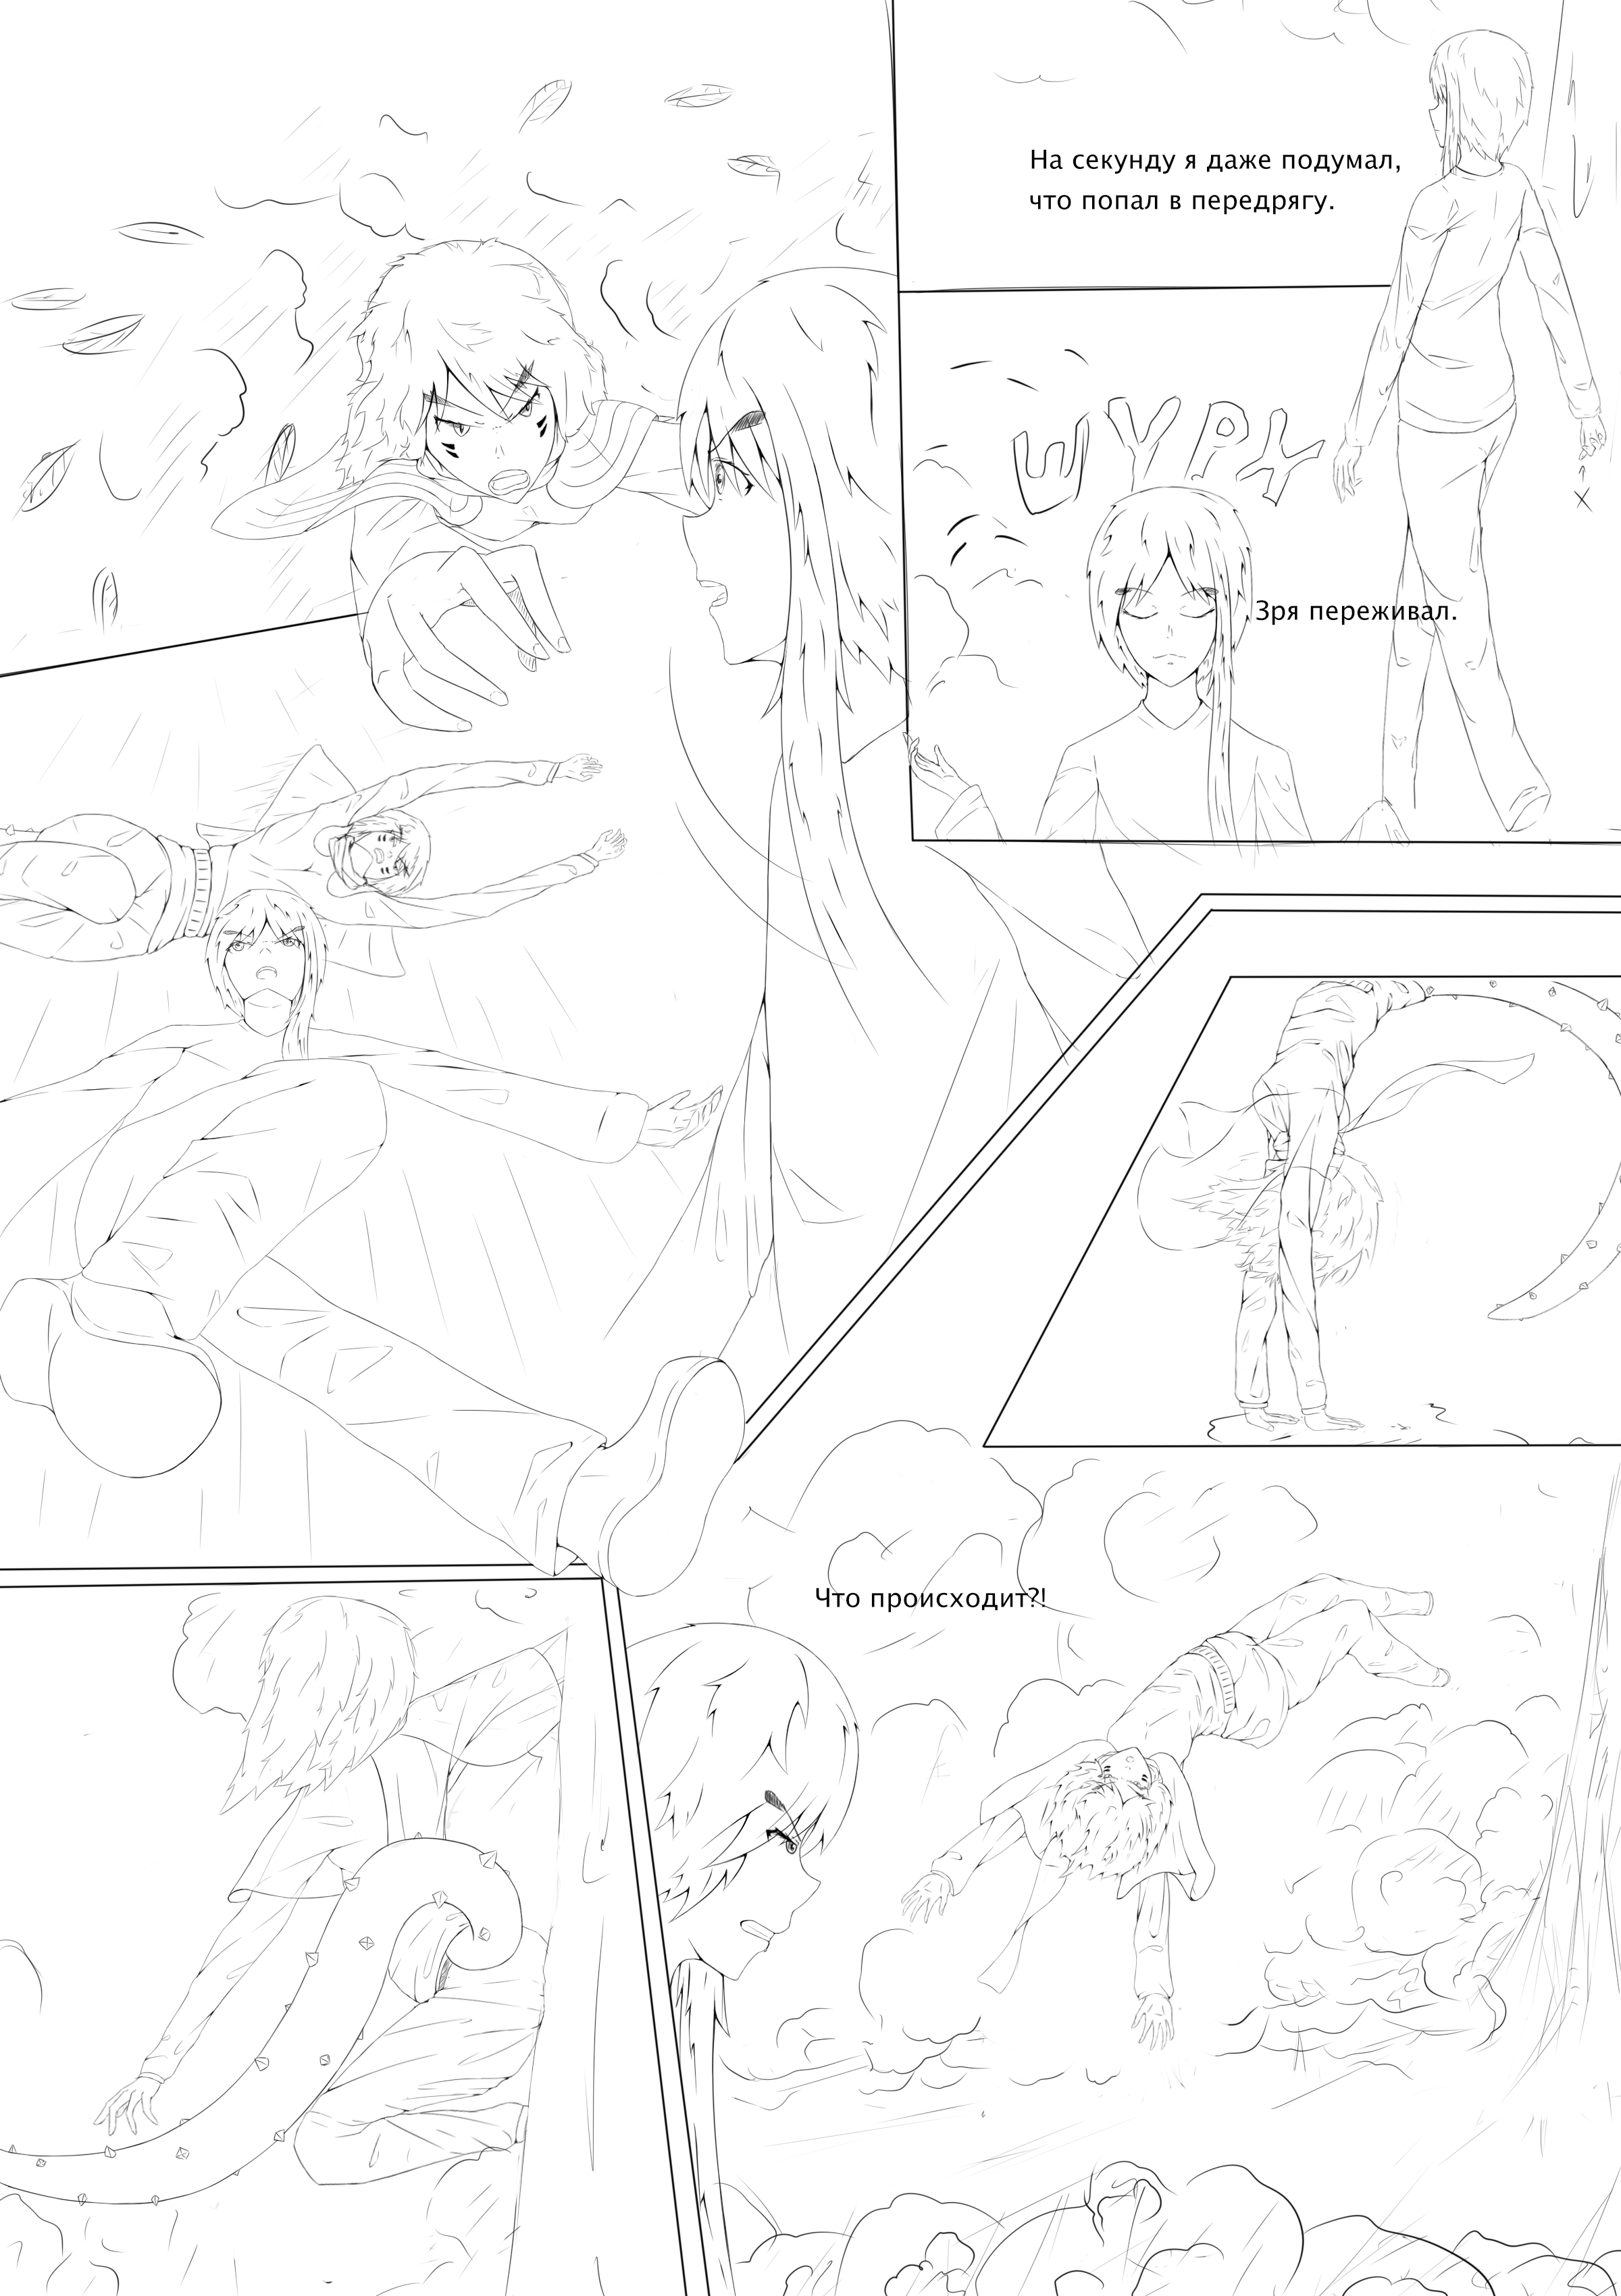 На секунду я даже подумал,
что попал в передрягу.
ШУРХ
Зря переживал.
х
Что происходит?!